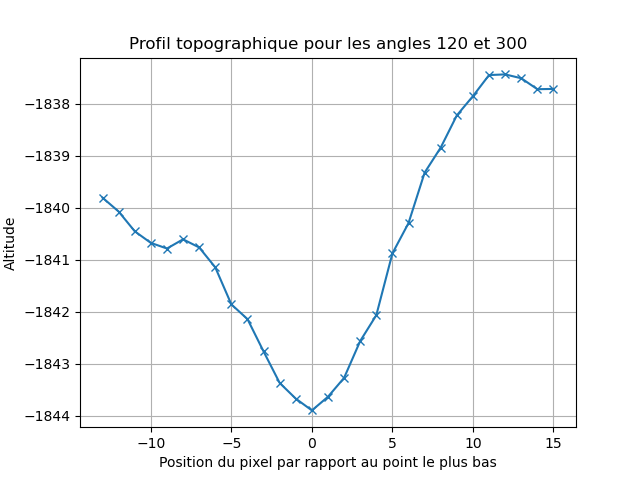 Profil topographique pour les angles 120 et 300
Altitude
−1838
−1839
−1840
−1841
−1842
−1843
−1844
−10 −5 0 5 10 15
Position du pixel par rapport au point le plus bas